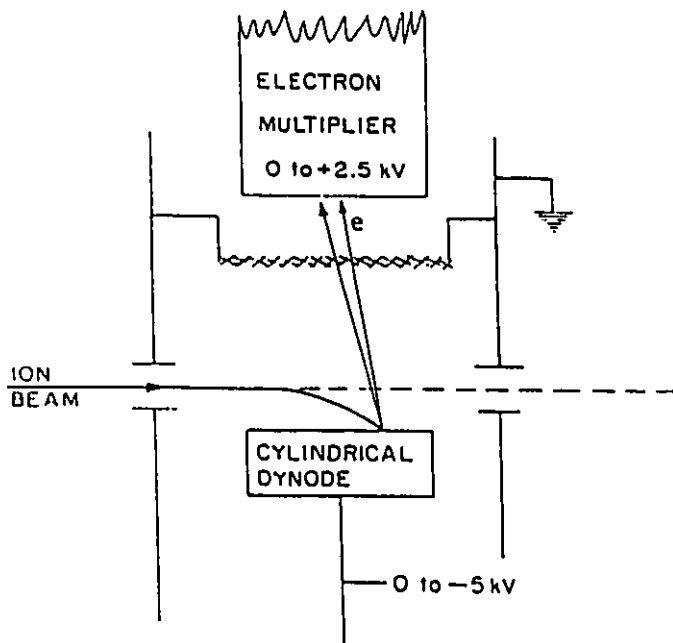 ELECTRON
MULTIPLIER
0 to +2.5 kV
e
ION
BEAM
CYLINDRICAL
DYNODE
0 to -5 kV